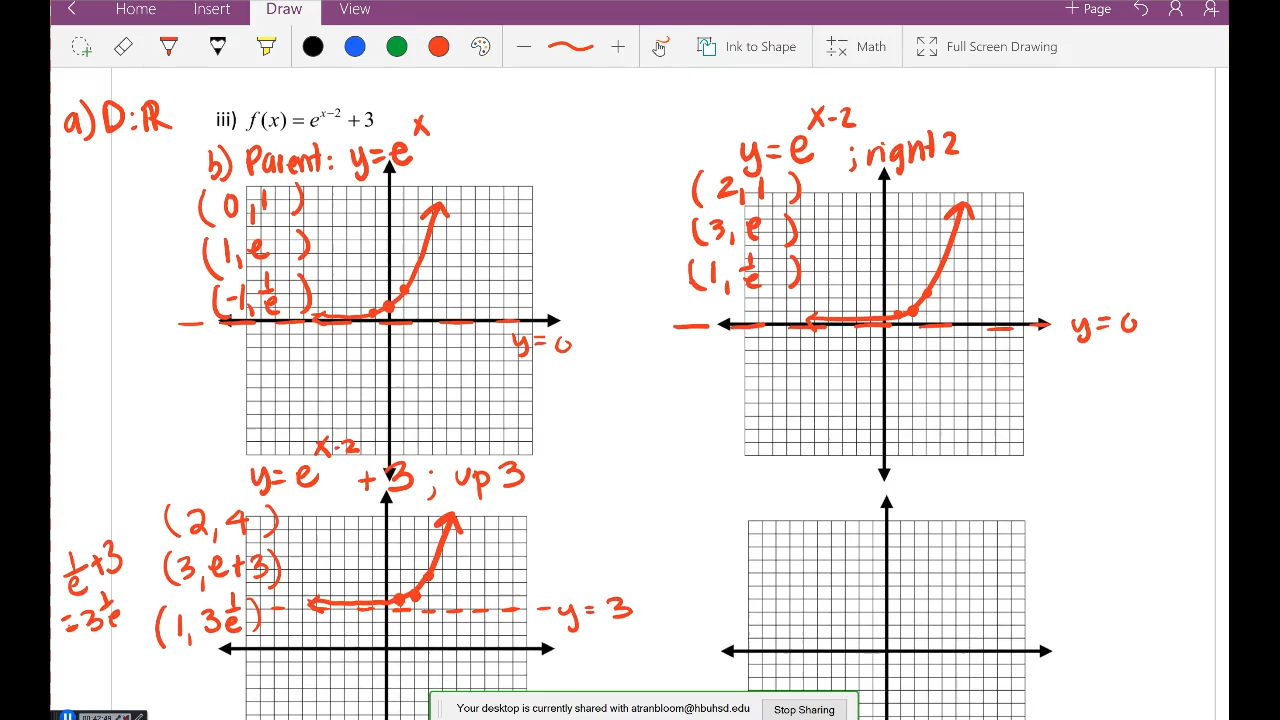 Home Insert Draw View + Page
Ink to Shape Math Full Screen Drawing
a) D: ℝ
iii) f(x) = e^{x-2} + 3
b) Parent: y = e^x
(0, 1)
(1, e)
(-1, 1/e)
y = 0
y = e^{x-2} ; right 2
(2, 1)
(3, e)
(1, 1/e)
y = 0
y = e^{x-2} + 3 ; up 3
(2, 4)
(3, e+3)
(1, 3 1/e)
1/e + 3
= 3 1/e
y = 3
00:42:49
Your desktop is currently shared with atranbloom@hbuhsd.edu Stop Sharing